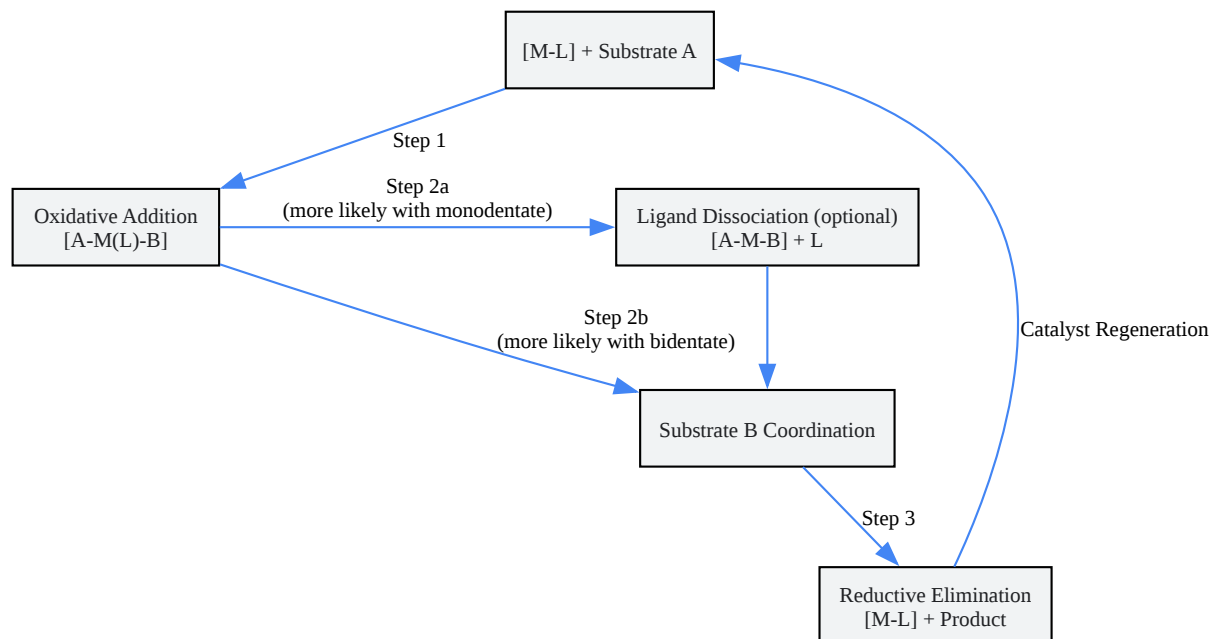 [M-L] + Substrate A
Step 1
Oxidative Addition
[A-M(L)-B]
Step 2a
(more likely with monodentate)
Ligand Dissociation (optional)
[A-M-B] + L
Step 2b
(more likely with bidentate)
Catalyst Regeneration
Substrate B Coordination
Step 3
Reductive Elimination
[M-L] + Product